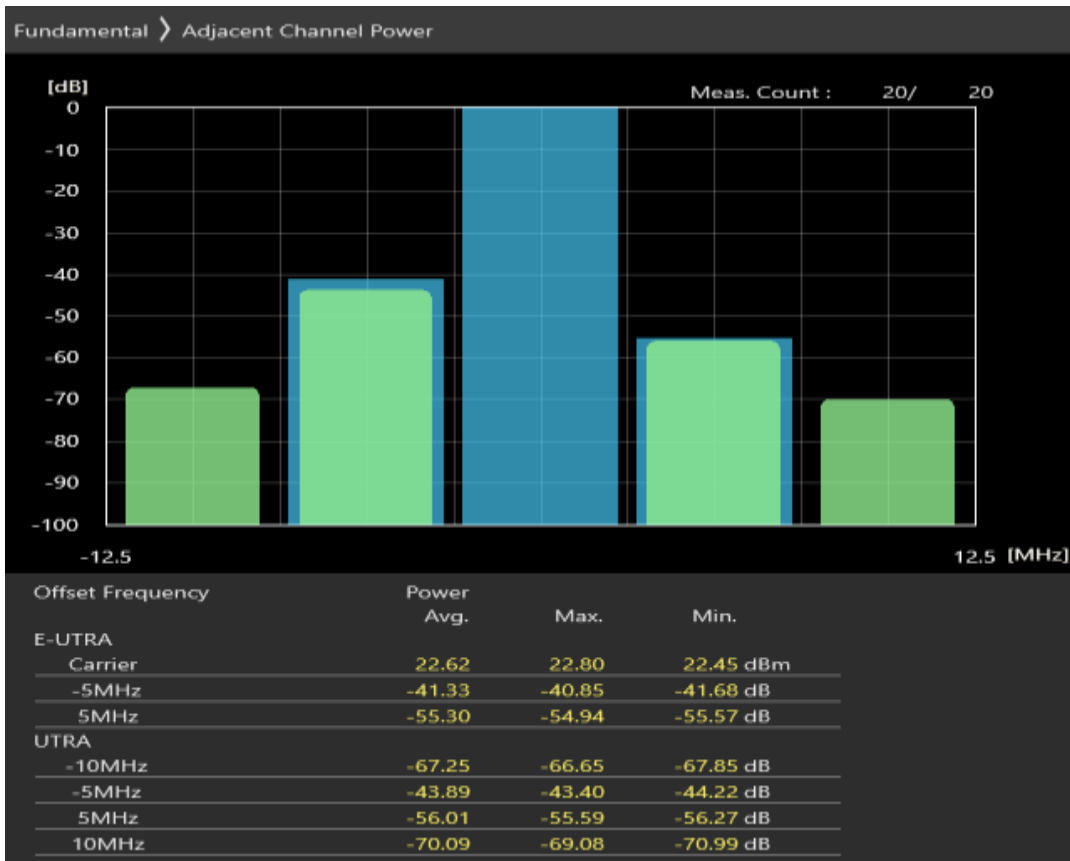 Fundamental ❯ Adjacent Channel Power
[dB]
Meas. Count : 20/ 20
0
-10
-20
-30
-40
-50
-60
-70
-80
-90
-100
-12.5 12.5 [MHz]
Offset Frequency Power
Avg. Max. Min.
E-UTRA
Carrier 22.62 22.80 22.45 dBm
-5MHz -41.33 -40.85 -41.68 dB
5MHz -55.30 -54.94 -55.57 dB
UTRA
-10MHz -67.25 -66.65 -67.85 dB
-5MHz -43.89 -43.40 -44.22 dB
5MHz -56.01 -55.59 -56.27 dB
10MHz -70.09 -69.08 -70.99 dB